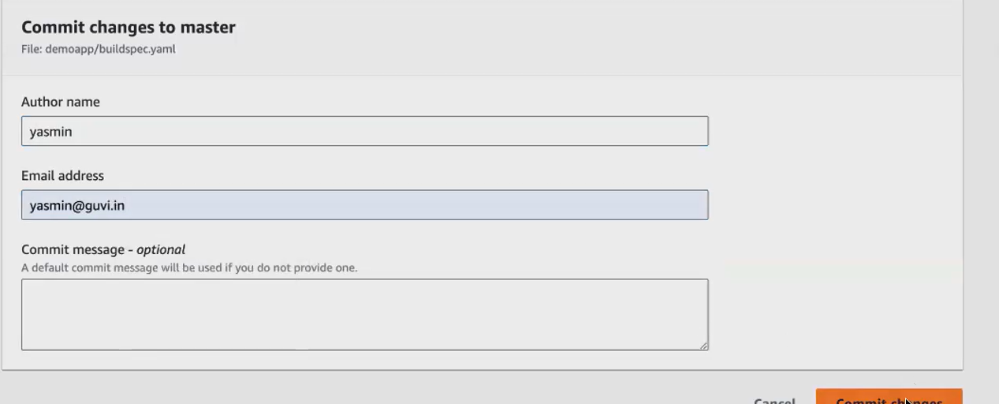 Commit changes to master
File: demoapp/buildspec.yaml
Author name
yasmin
Email address
yasmin@guvi.in
Commit message - optional
A default commit message will be used if you do not provide one.
Cancel Commit changes